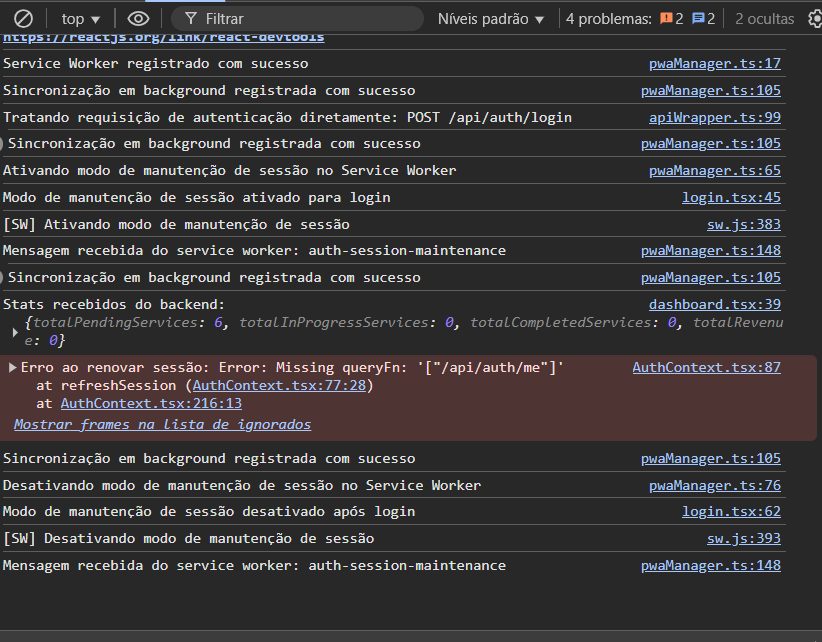 top ▼ Filtrar Níveis padrão ▼ 4 problemas: 2 2 2 ocultas
https://reactjs.org/link/react-devtools
Service Worker registrado com sucesso pwaManager.ts:17
Sincronização em background registrada com sucesso pwaManager.ts:105
Tratando requisição de autenticação diretamente: POST /api/auth/login apiWrapper.ts:99
Sincronização em background registrada com sucesso pwaManager.ts:105
Ativando modo de manutenção de sessão no Service Worker pwaManager.ts:65
Modo de manutenção de sessão ativado para login login.tsx:45
[SW] Ativando modo de manutenção de sessão sw.js:383
Mensagem recebida do service worker: auth-session-maintenance pwaManager.ts:148
Sincronização em background registrada com sucesso pwaManager.ts:105
Stats recebidos do backend: dashboard.tsx:39
{totalPendingServices: 6, totalInProgressServices: 0, totalCompletedServices: 0, totalRevenu
e: 0}
Erro ao renovar sessão: Error: Missing queryFn: '["/api/auth/me"]' AuthContext.tsx:87
at refreshSession (AuthContext.tsx:77:28)
at AuthContext.tsx:216:13
Mostrar frames na lista de ignorados
Sincronização em background registrada com sucesso pwaManager.ts:105
Desativando modo de manutenção de sessão no Service Worker pwaManager.ts:76
Modo de manutenção de sessão desativado após login login.tsx:62
[SW] Desativando modo de manutenção de sessão sw.js:393
Mensagem recebida do service worker: auth-session-maintenance pwaManager.ts:148